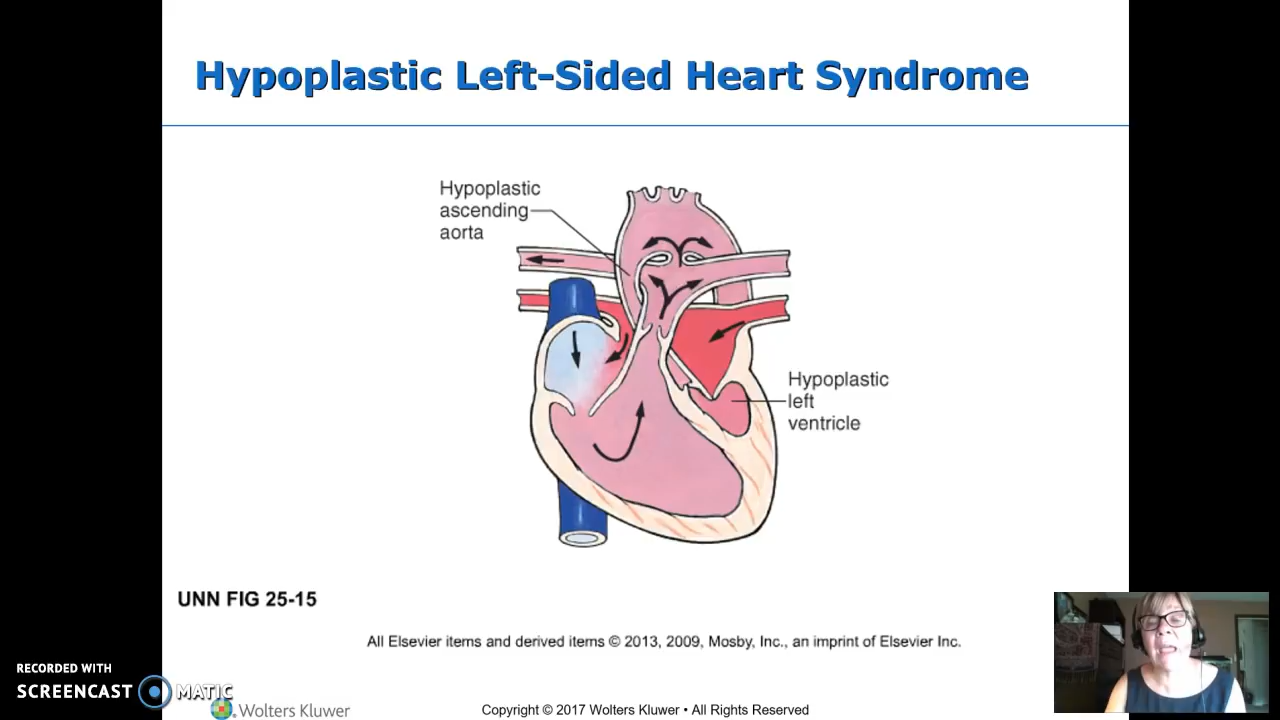 Hypoplastic Left-Sided Heart Syndrome
Hypoplastic
ascending
aorta
Hypoplastic
left
ventricle
UNN FIG 25-15
All Elsevier items and derived items © 2013, 2009, Mosby, Inc., an imprint of Elsevier Inc.
RECORDED WITH
SCREENCAST MATIC
Wolters Kluwer
Copyright © 2017 Wolters Kluwer • All Rights Reserved